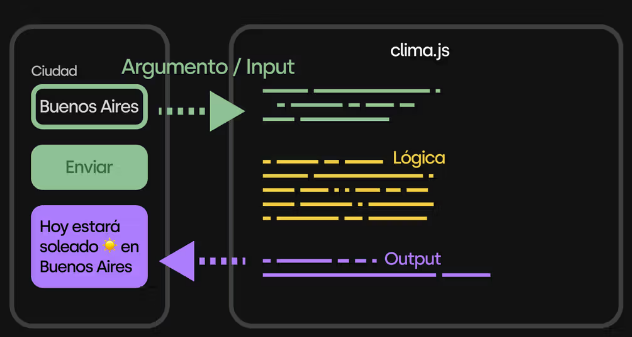 clima.js
Argumento / Input
Ciudad
Buenos Aires
Enviar
Lógica
Hoy estará
soleado ☀️ en
Buenos Aires
Output